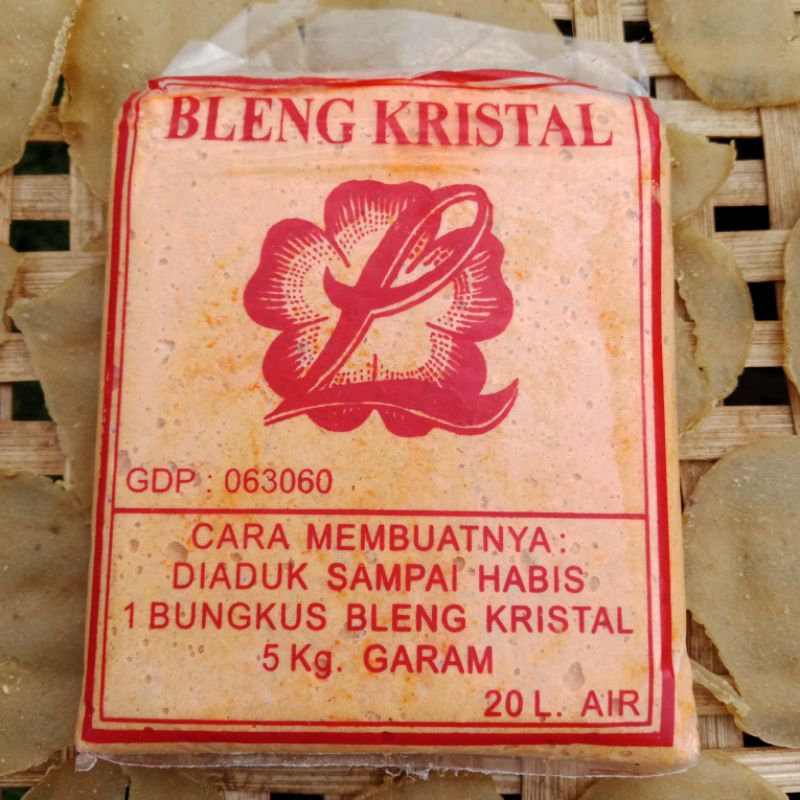 BLENG KRISTAL
L
GDP : 063060
CARA MEMBUATNYA :
DIADUK SAMPAI HABIS
1 BUNGKUS BLENG KRISTAL
5 Kg. GARAM
20 L. AIR